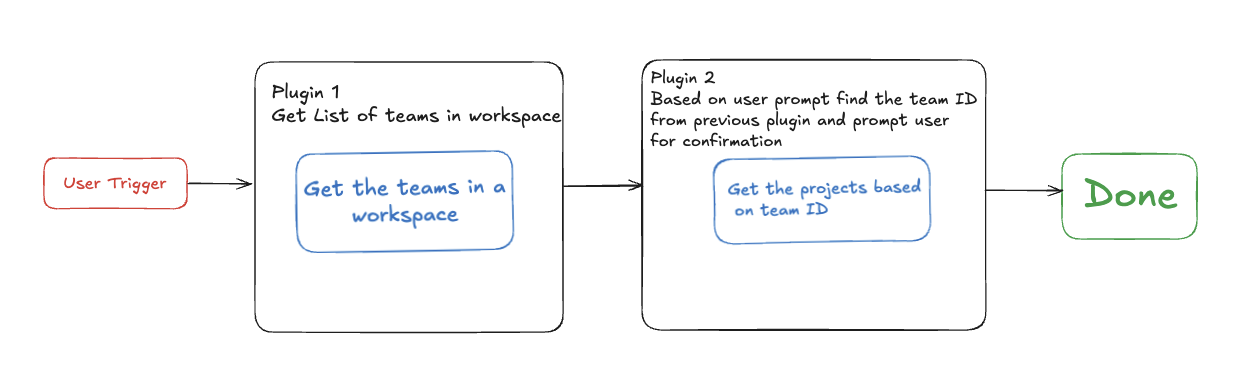 User Trigger
Plugin 1
Get List of teams in workspace
Get the teams in a
workspace
Plugin 2
Based on user prompt find the team ID
from previous plugin and prompt user
for confirmation
Get the projects based
on team ID
Done